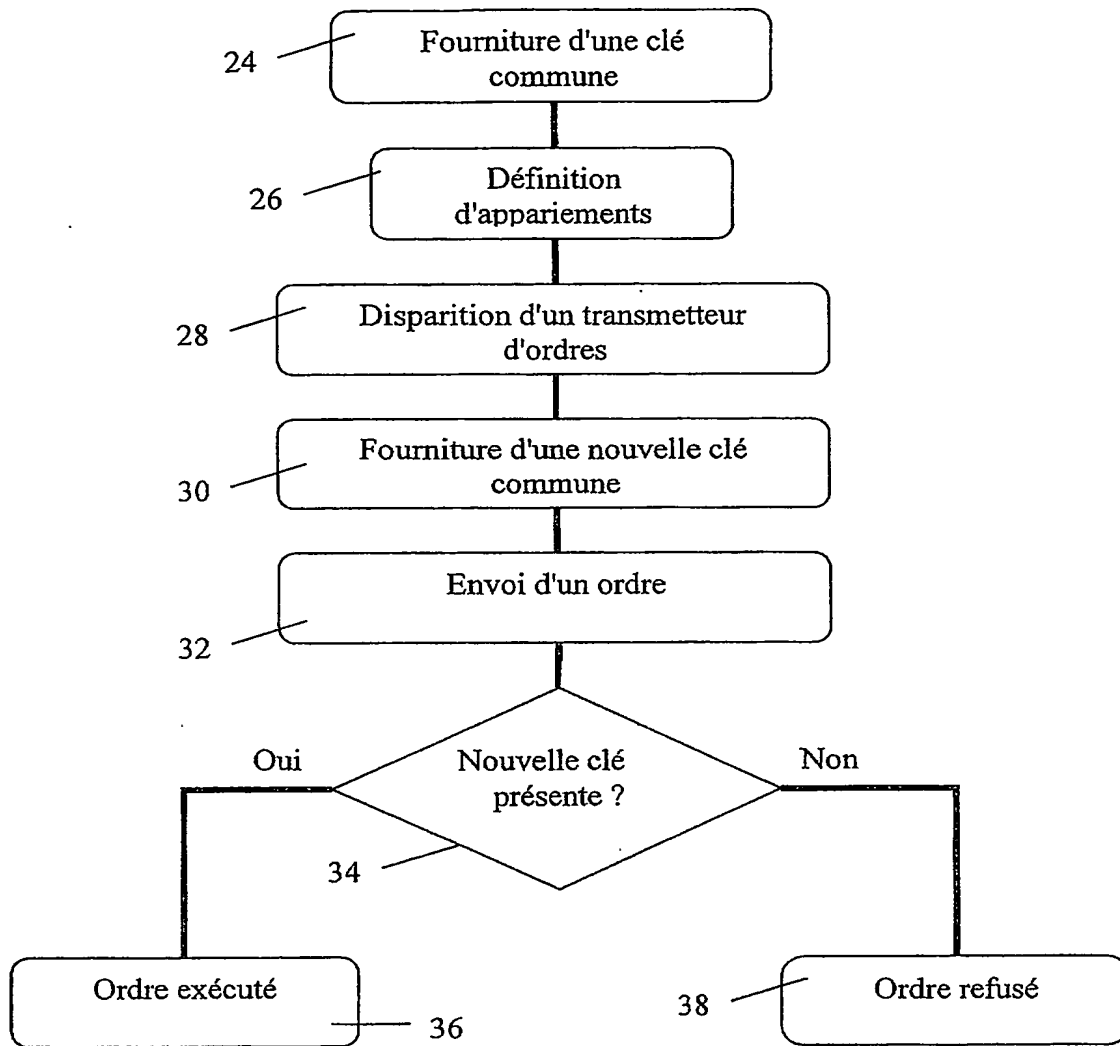 Fourniture d'une clé
commune
24
Définition
d'appariements
26
Disparition d'un transmetteur
d'ordres
28
Fourniture d'une nouvelle clé
commune
30
Envoi d'un ordre
32
Oui
Nouvelle clé
présente ?
Non
34
Ordre exécuté
36
Ordre refusé
38